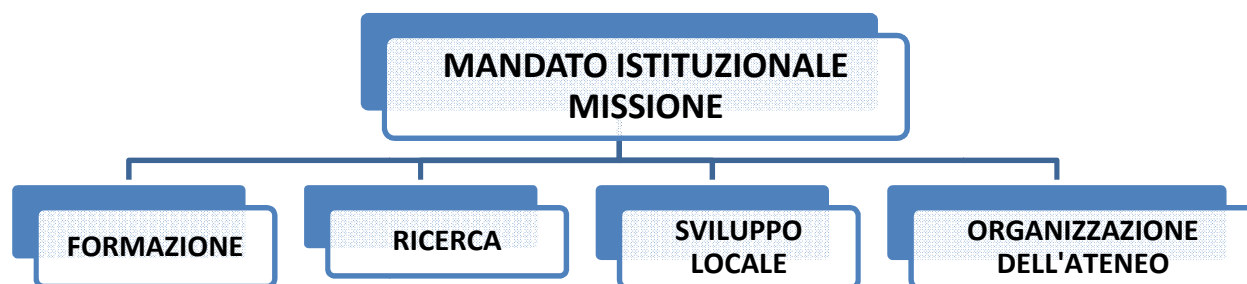 MANDATO ISTITUZIONALE
MISSIONE
FORMAZIONE
RICERCA
SVILUPPO
LOCALE
ORGANIZZAZIONE
DELL'ATENEO